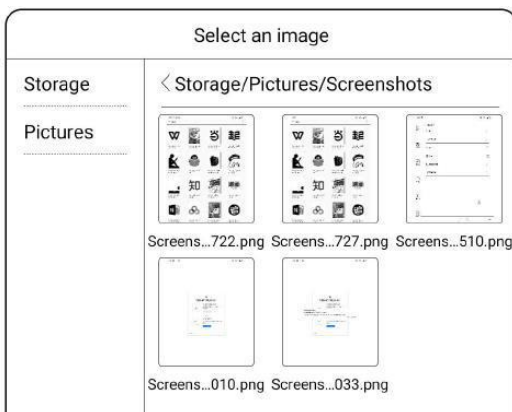 Select an image
Storage
Pictures
Storage/Pictures/Screenshots
Screens...722.png Screens...727.png Screens...510.png
Screens...010.png Screens...033.png